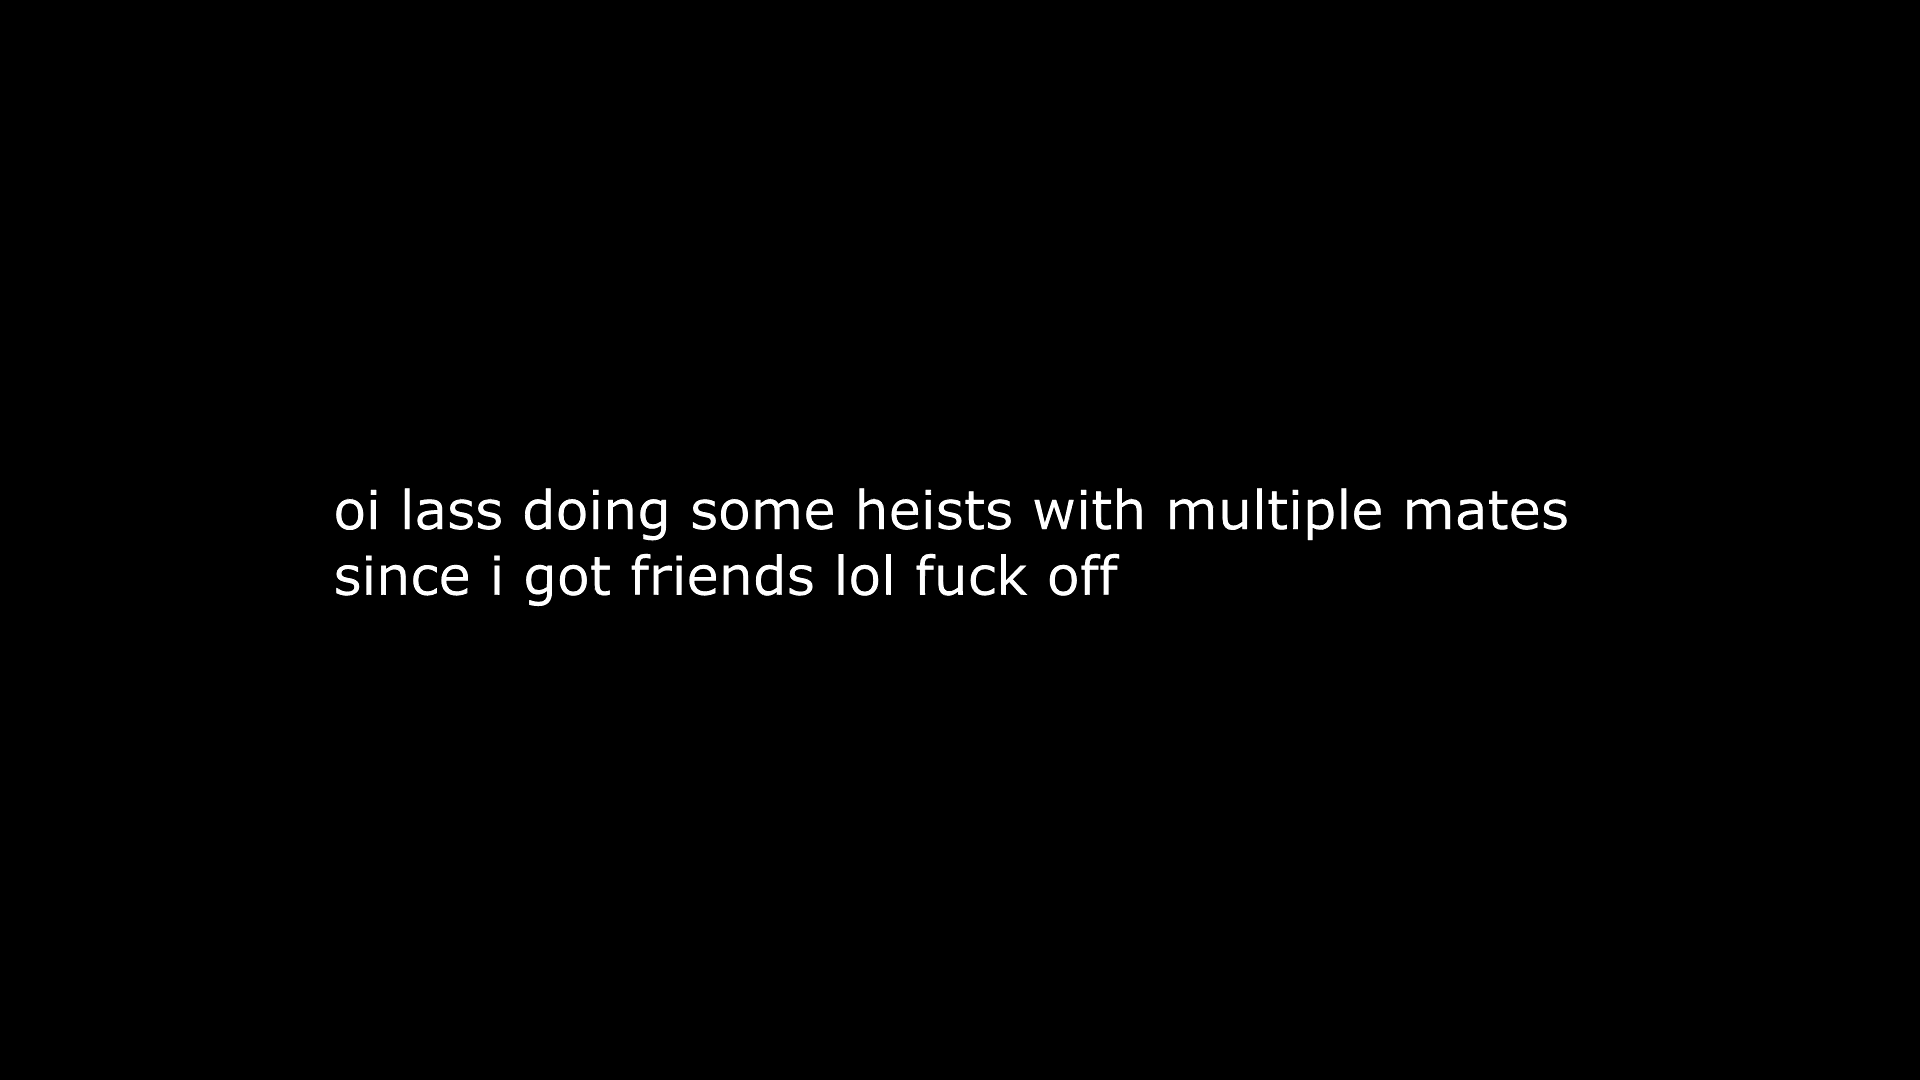 oi lass doing some heists with multiple mates
since i got friends lol fuck off